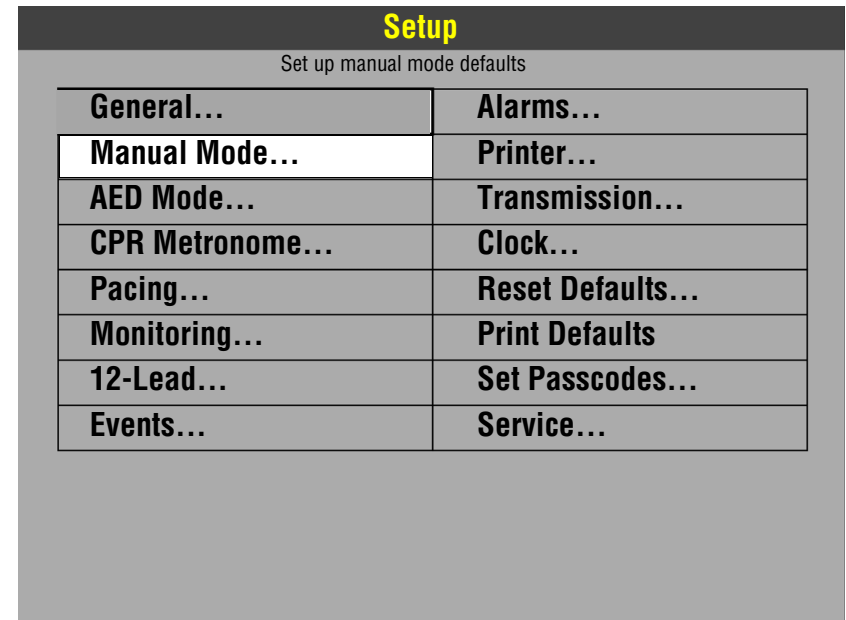 Setup
Set up manual mode defaults
General...
Manual Mode...
AED Mode...
CPR Metronome...
Pacing...
Monitoring...
12-Lead...
Events...
Alarms...
Printer...
Transmission...
Clock...
Reset Defaults...
Print Defaults
Set Passcodes...
Service...